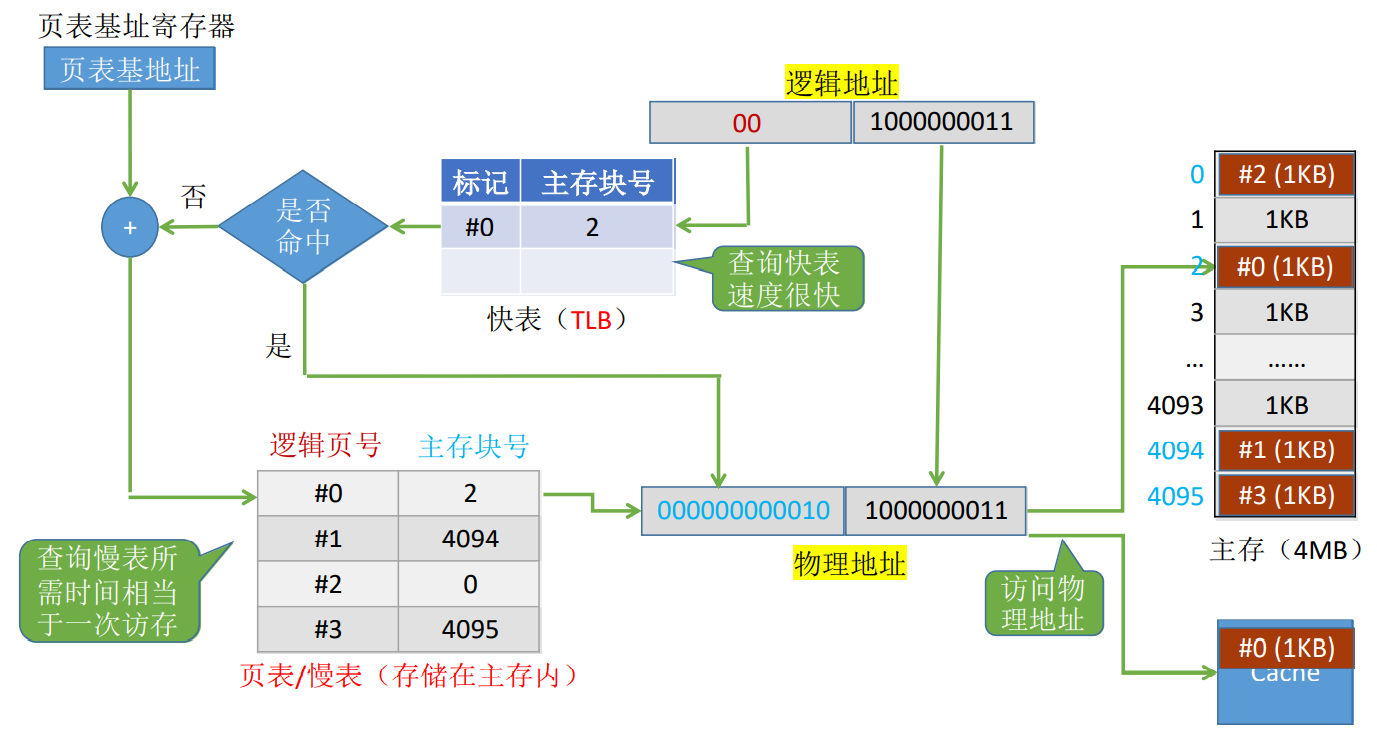 页表基址寄存器
页表基地址
逻辑地址
00 1000000011
标记 主存块号
#0 2
快表（TLB）
查询快表
速度很快
是否
命中
否
是
+
逻辑页号 主存块号
#0 2
#1 4094
#2 0
#3 4095
页表/慢表（存储在主存内）
查询慢表所
需时间相当
于一次访存
000000000010 1000000011
物理地址
访问物
理地址
0 #2 (1KB)
1 1KB
2 #0 (1KB)
3 1KB
... ......
4093 1KB
4094 #1 (1KB)
4095 #3 (1KB)
主存（4MB）
#0 (1KB)
Cache